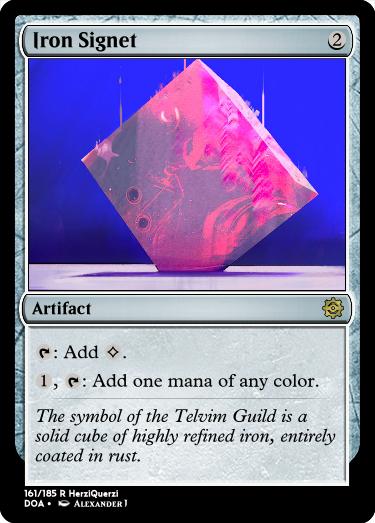 Iron Signet 2
Artifact
: Add .
1, : Add one mana of any color.
The symbol of the Telvim Guild is a
solid cube of highly refined iron, entirely
coated in rust.
161/185 R HerziQuerzi
DOA • Alexander 1